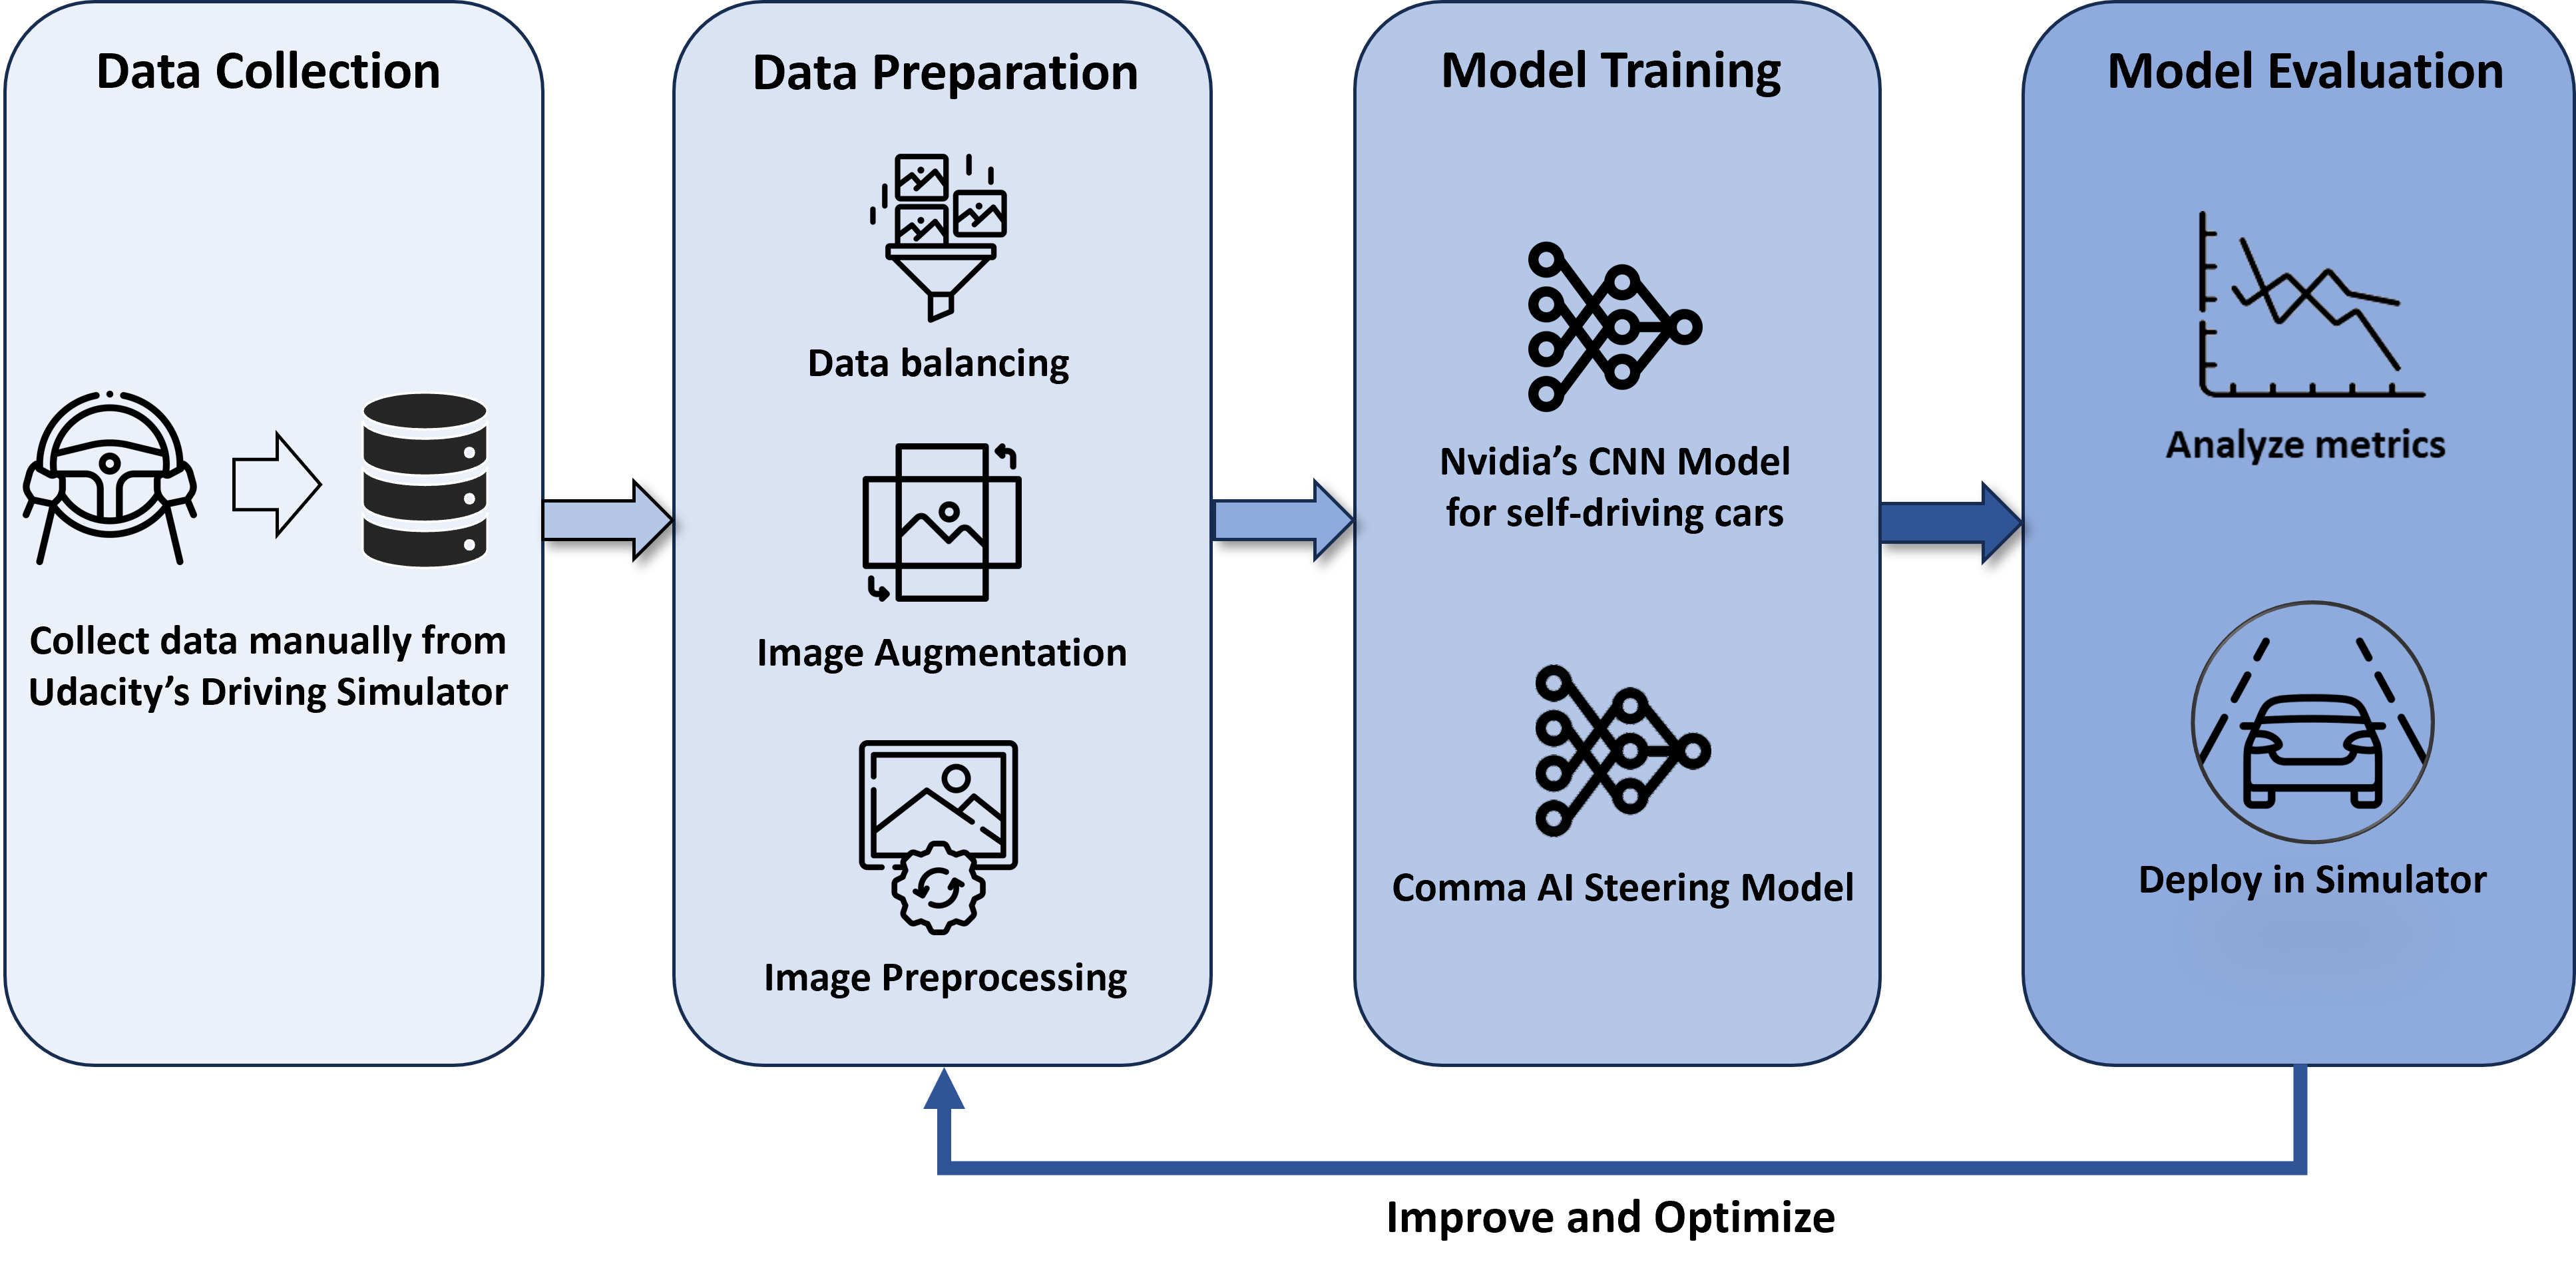 Data Collection
Collect data manually from
Udacity’s Driving Simulator
Data Preparation
Data balancing
Image Augmentation
Image Preprocessing
Model Training
Nvidia’s CNN Model
for self-driving cars
Comma AI Steering Model
Model Evaluation
Analyze metrics
Deploy in Simulator
Improve and Optimize